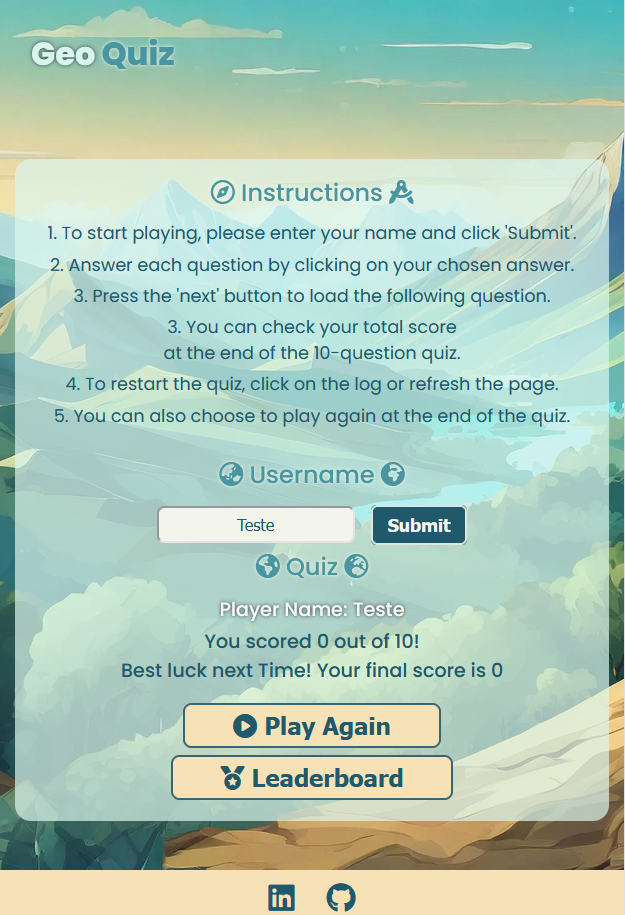 Geo Quiz
Instructions
1. To start playing, please enter your name and click 'Submit'.
2. Answer each question by clicking on your chosen answer.
3. Press the 'next' button to load the following question.
3. You can check your total score
at the end of the 10-question quiz.
4. To restart the quiz, click on the log or refresh the page.
5. You can also choose to play again at the end of the quiz.
Username
Teste Submit
Quiz
Player Name: Teste
You scored 0 out of 10!
Best luck next Time! Your final score is 0
Play Again
Leaderboard
in